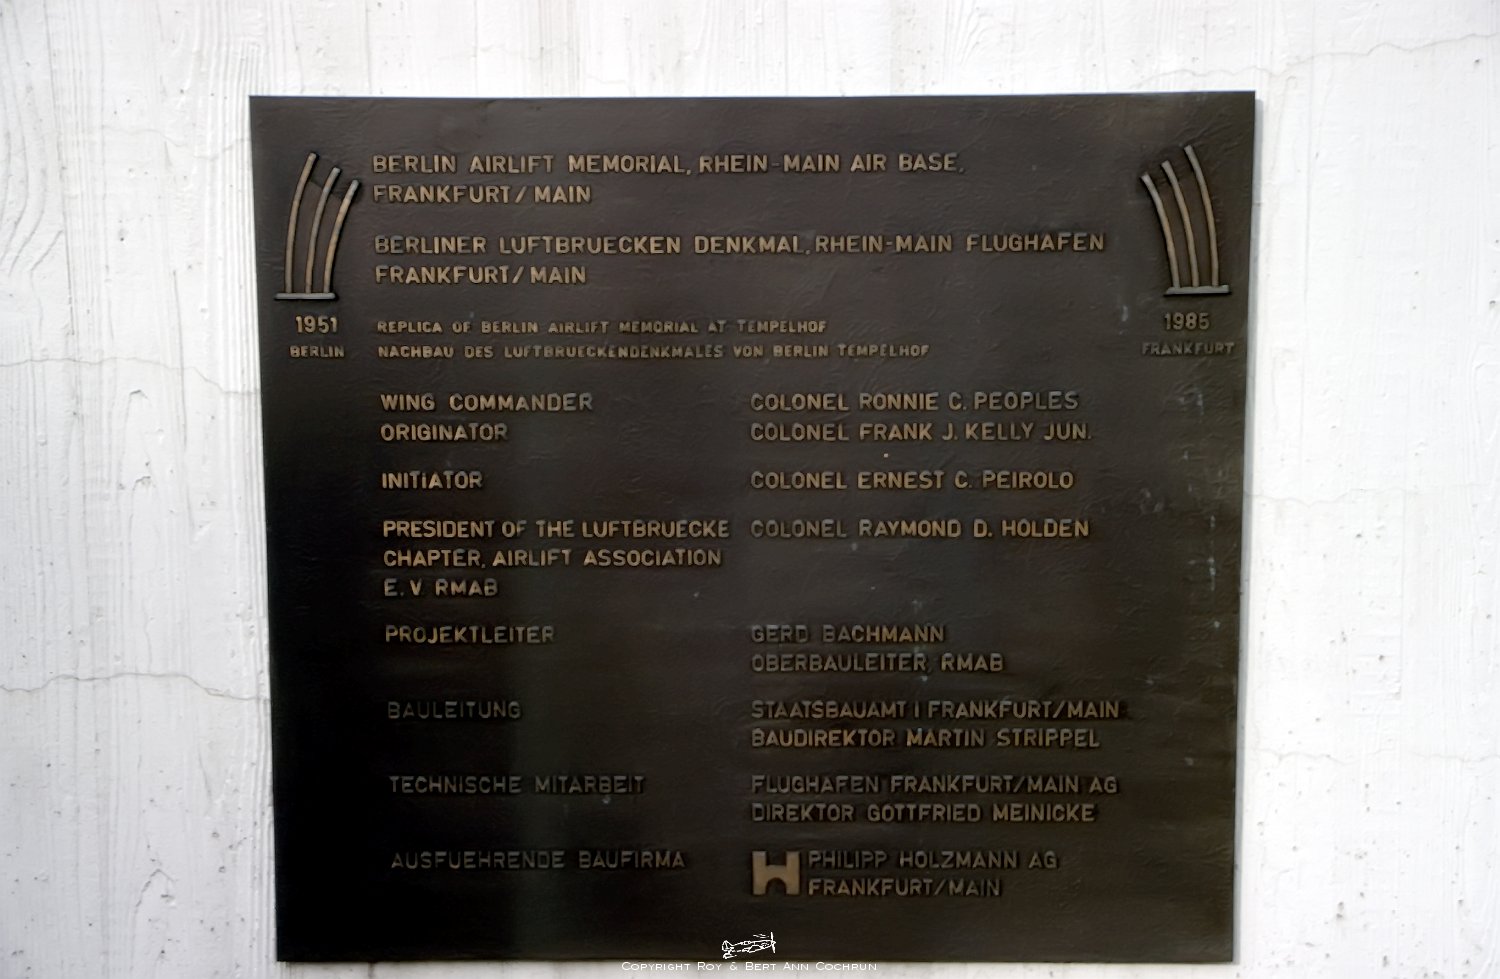 BERLIN AIRLIFT MEMORIAL, RHEIN-MAIN AIR BASE,
FRANKFURT/MAIN
BERLINER LUFTBRUECKEN DENKMAL, RHEIN-MAIN FLUGHAFEN
FRANKFURT/MAIN
1951
BERLIN
REPLICA OF BERLIN AIRLIFT MEMORIAL AT TEMPELHOF
NACHBAU DES LUFTBRUECKENDENKMALES VON BERLIN TEMPELHOF
1985
FRANKFURT
WING COMMANDER COLONEL RONNIE C. PEOPLES
ORIGINATOR COLONEL FRANK J. KELLY JUN.
INITIATOR COLONEL ERNEST C. PEIROLO
PRESIDENT OF THE LUFTBRUECKE COLONEL RAYMOND D. HOLDEN
CHAPTER, AIRLIFT ASSOCIATION
E.V. RMAB
PROJEKTLEITER GERD BACHMANN
OBERBAULEITER, RMAB
BAULEITUNG STAATSBAUAMT I FRANKFURT/MAIN
BAUDIREKTOR MARTIN STRIPPEL
TECHNISCHE MITARBEIT FLUGHAFEN FRANKFURT/MAIN AG
DIREKTOR GOTTFRIED MEINICKE
AUSFUEHRENDE BAUFIRMA PHILIPP HOLZMANN AG
FRANKFURT/MAIN
COPYRIGHT ROY & BERT ANN COCHRUN